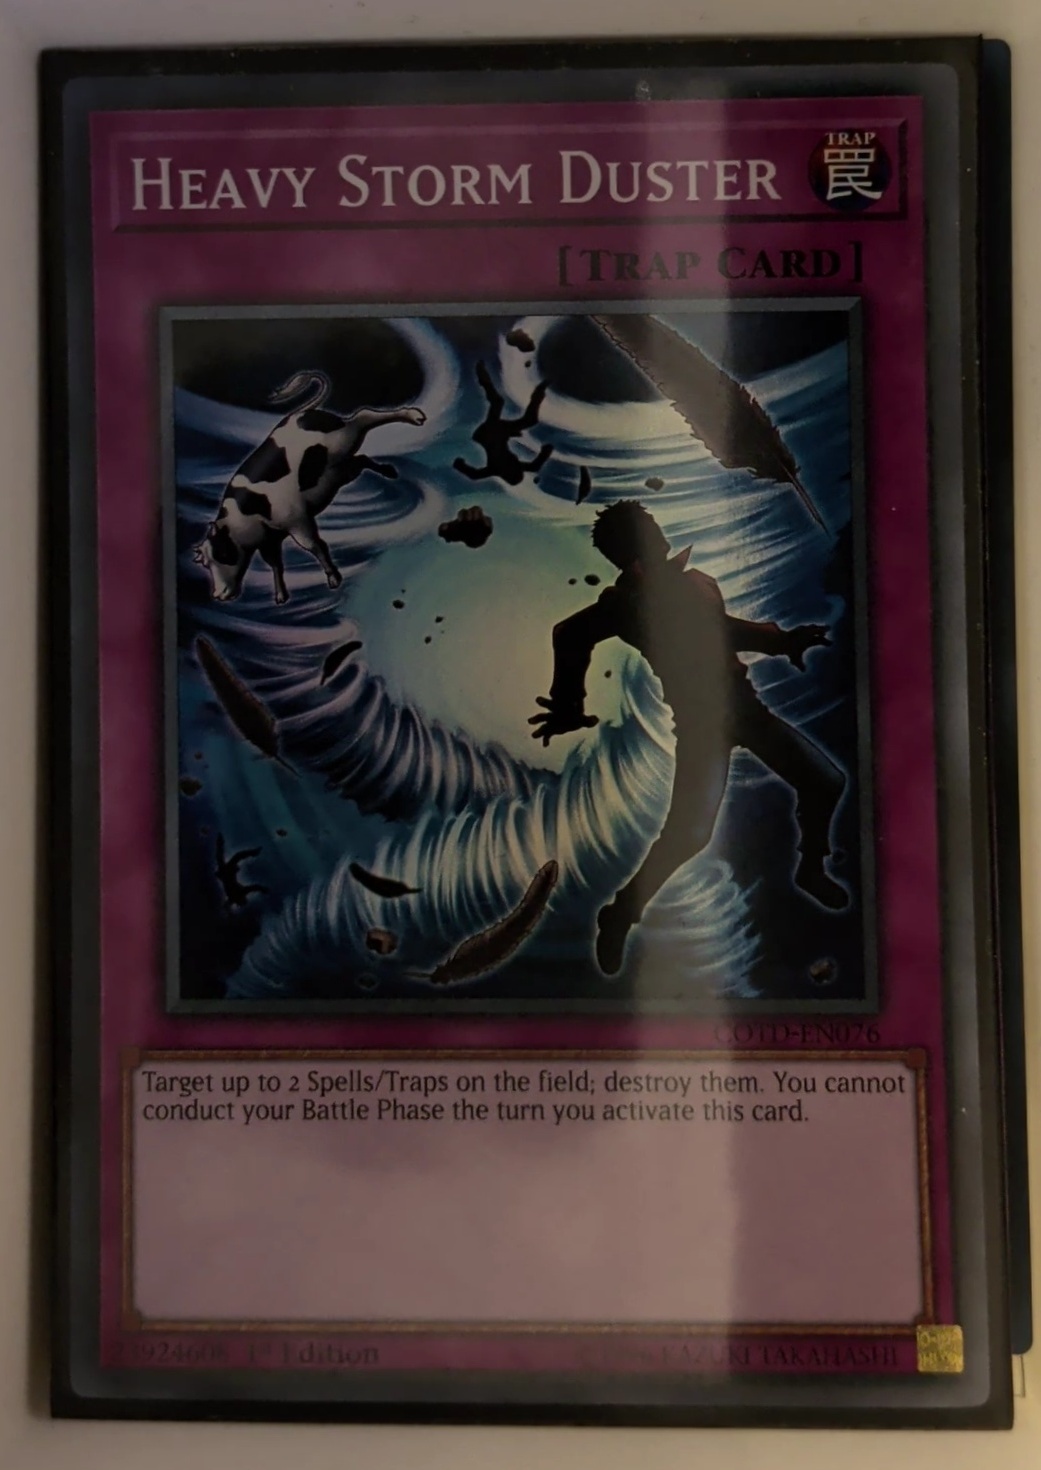 HEAVY STORM DUSTER
TRAP
罠
[TRAP CARD]
COTD-EN076
Target up to 2 Spells/Traps on the field; destroy them. You cannot
conduct your Battle Phase the turn you activate this card.
1st Edition
KAZUKI TAKAHASHI